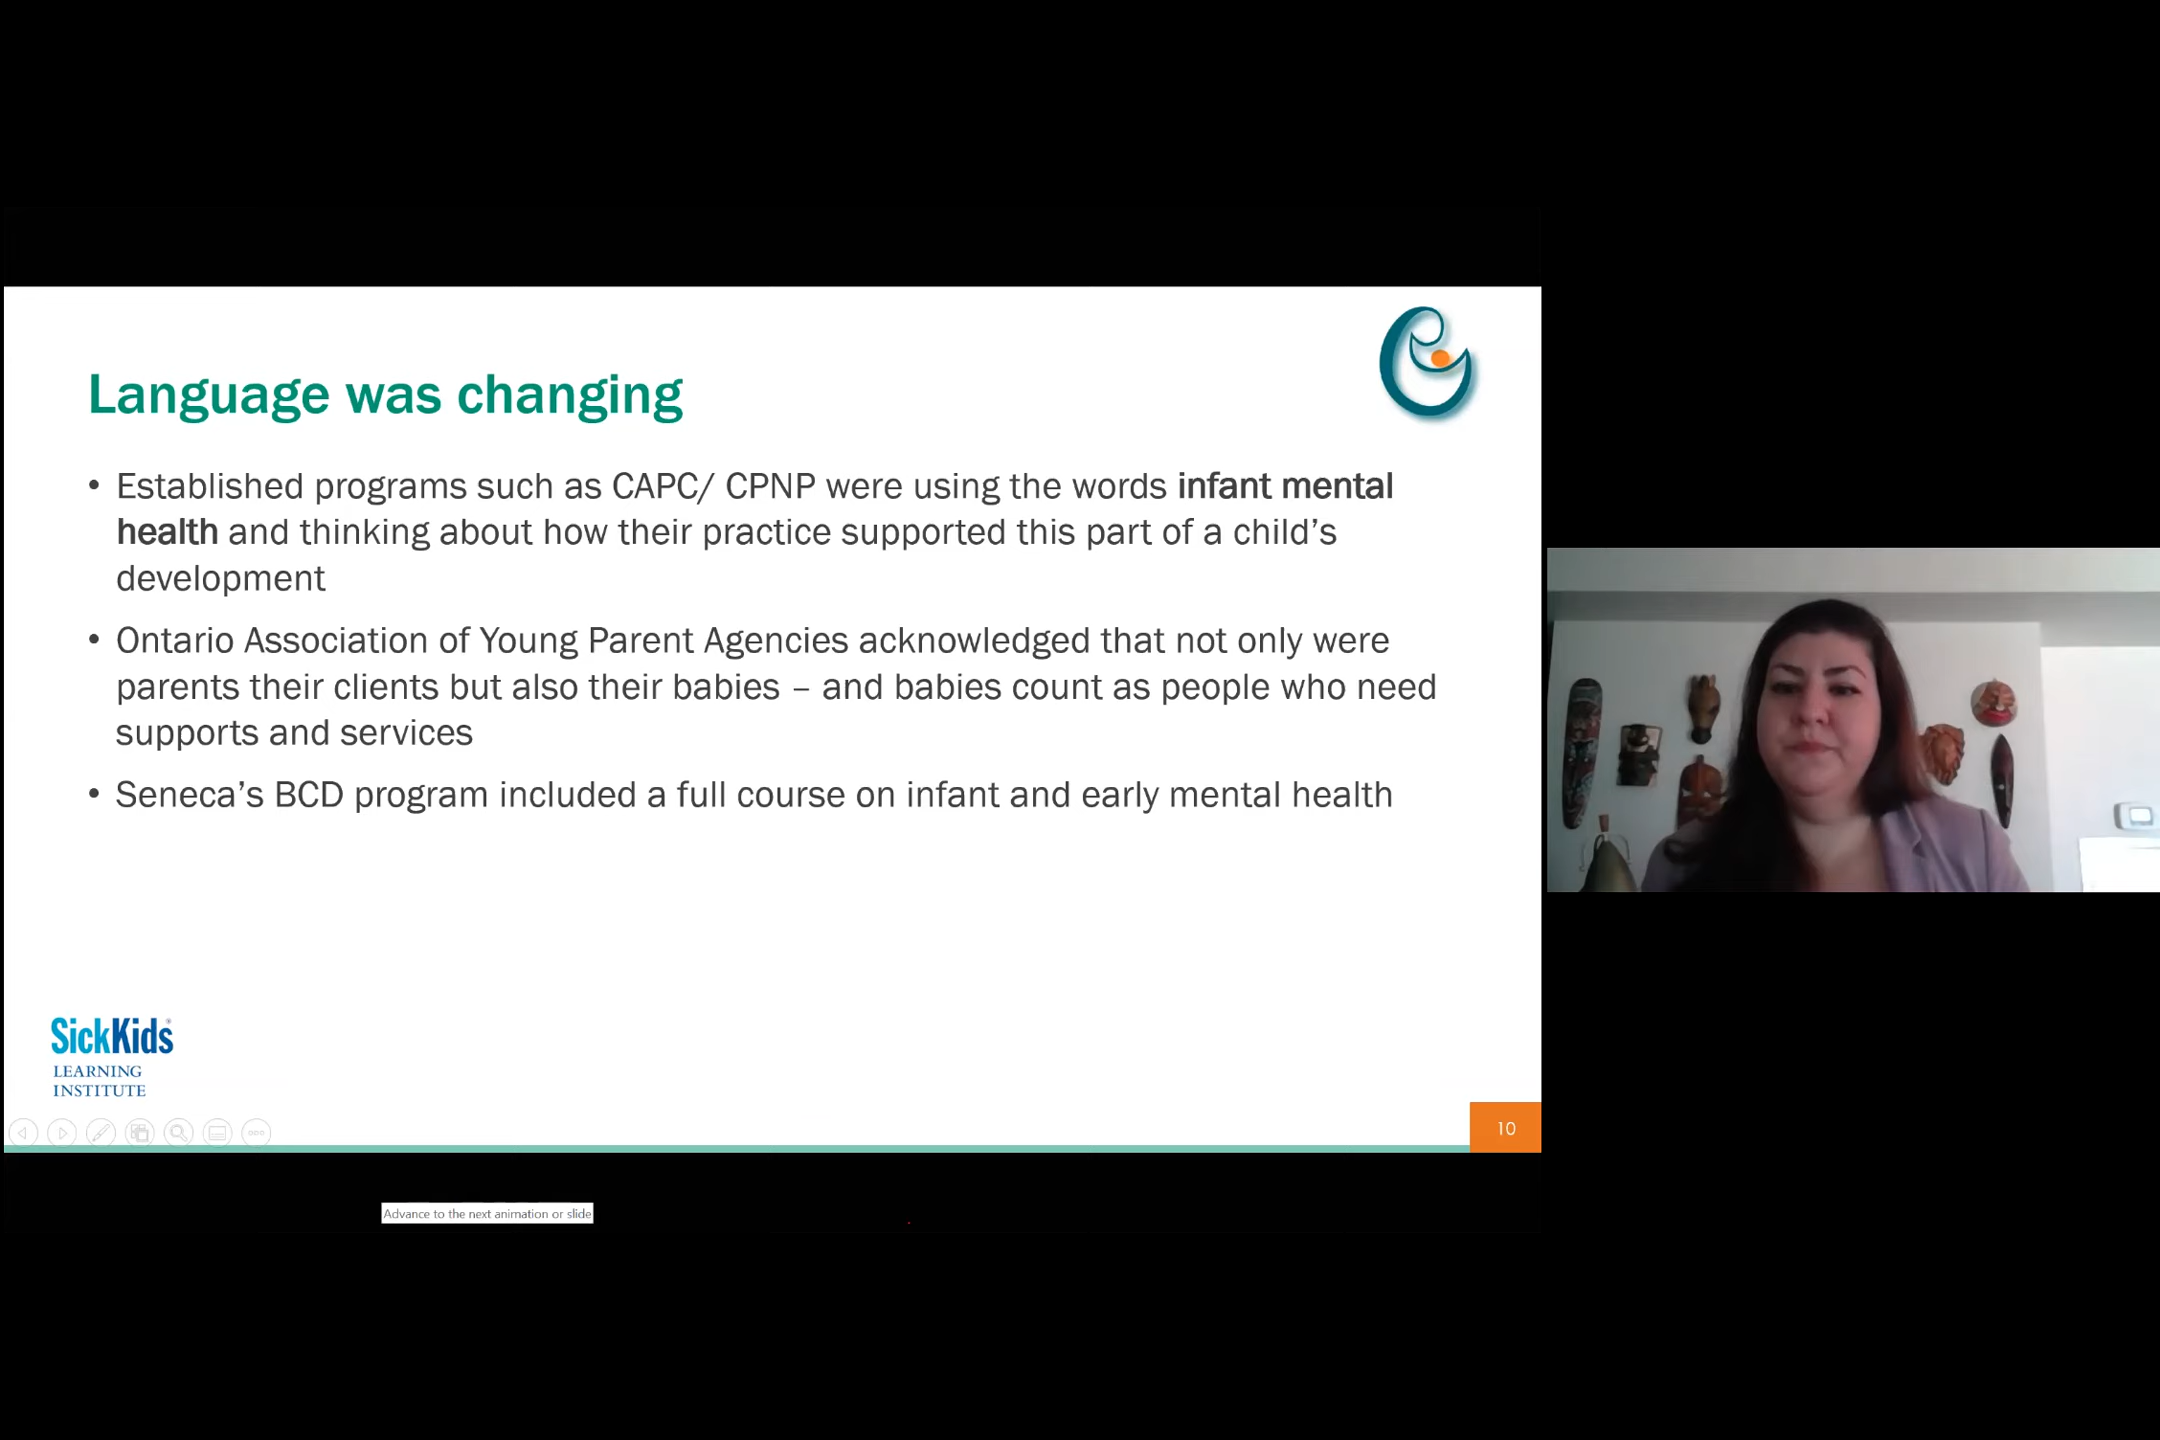 Language was changing
• Established programs such as CAPC/ CPNP were using the words infant mental
health and thinking about how their practice supported this part of a child’s
development
• Ontario Association of Young Parent Agencies acknowledged that not only were
parents their clients but also their babies – and babies count as people who need
supports and services
• Seneca’s BCD program included a full course on infant and early mental health
SickKids®
LEARNING
INSTITUTE
10
Advance to the next animation or slide